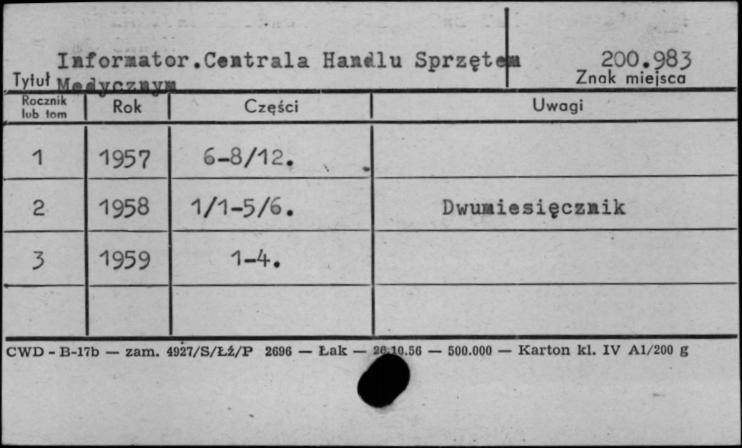 Informator.Centrala Handlu Sprzętem 200.983
Tytuł Medycznym Znak miejsca
Rocznik lub tom Rok Części Uwagi
1 1957 6-8/12.
2 1958 1/1-5/6. Dwumiesięcznik
3 1959 1-4.
CWD - B-17b — zam. 4927/S/Łż/P 2696 — Łak — 26.10.56 — 500.000 — Karton kl. IV A1/200 g